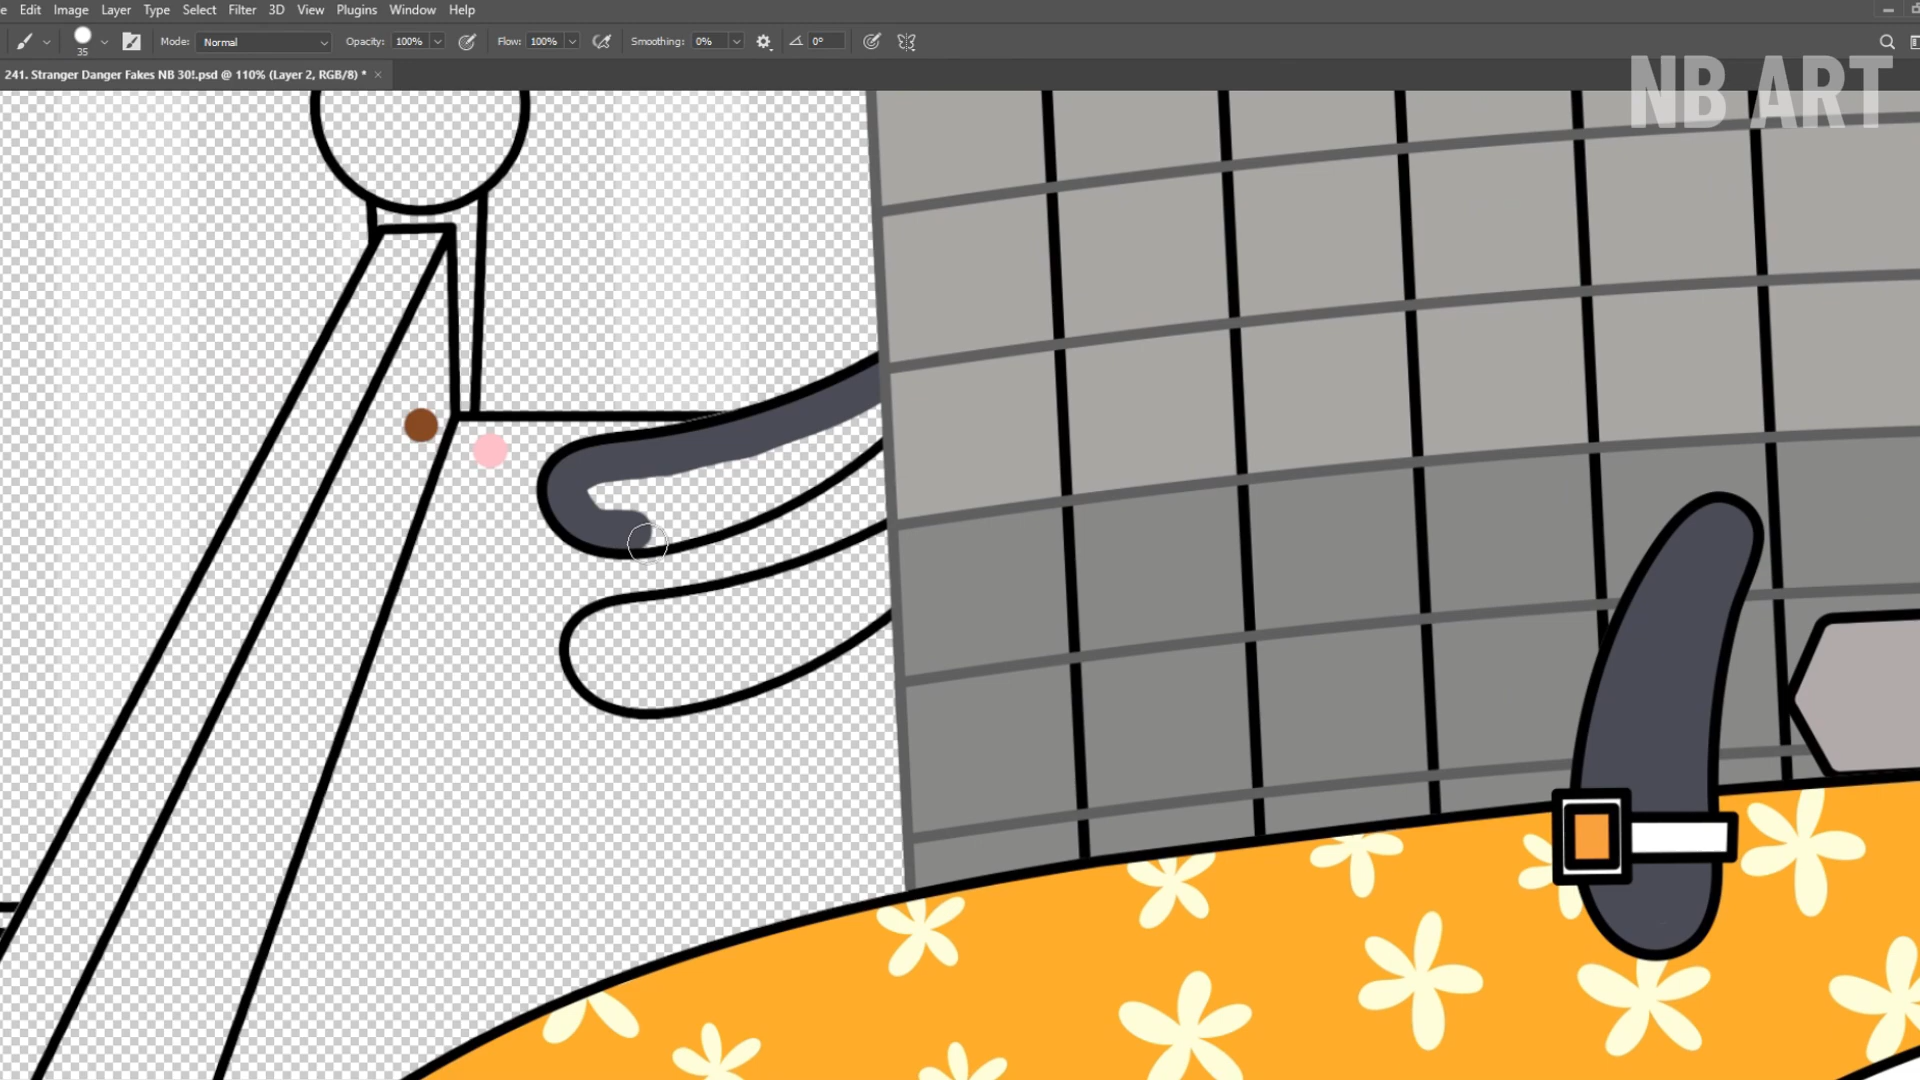 e Edit Image Layer Type Select Filter 3D View Plugins Window Help
35 Mode: Normal Opacity: 100% Flow: 100% Smoothing: 0% 0°
241. Stranger Danger Fakes NB 30!.psd @ 110% (Layer 2, RGB/8) *
NB ART